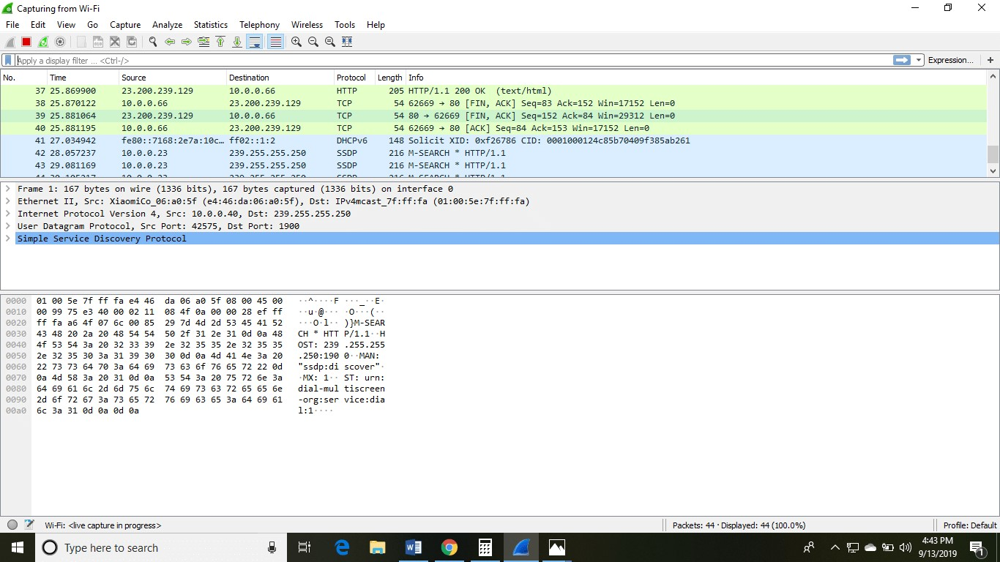 Capturing from Wi-Fi
File Edit View Go Capture Analyze Statistics Telephony Wireless Tools Help
Apply a display filter ... <Ctrl-/> Expression... +
No. Time Source Destination Protocol Length Info
37 25.869900 23.200.239.129 10.0.0.66 HTTP 205 HTTP/1.1 200 OK (text/html)
38 25.870122 10.0.0.66 23.200.239.129 TCP 54 62669 → 80 [FIN, ACK] Seq=83 Ack=152 Win=17152 Len=0
39 25.881064 23.200.239.129 10.0.0.66 TCP 54 80 → 62669 [FIN, ACK] Seq=152 Ack=84 Win=29312 Len=0
40 25.881195 10.0.0.66 23.200.239.129 TCP 54 62669 → 80 [ACK] Seq=84 Ack=153 Win=17152 Len=0
41 27.034942 fe80::7168:2e7a:10c… ff02::1:2 DHCPv6 148 Solicit XID: 0xf26786 CID: 0001000124c85b70409f385ab261
42 28.057237 10.0.0.23 239.255.255.250 SSDP 216 M-SEARCH * HTTP/1.1
43 29.081169 10.0.0.23 239.255.255.250 SSDP 216 M-SEARCH * HTTP/1.1
44 30.105217 10.0.0.23 239.255.255.250 SSDP 216 M-SEARCH * HTTP/1.1
Frame 1: 167 bytes on wire (1336 bits), 167 bytes captured (1336 bits) on interface 0
Ethernet II, Src: XiaomiCo_06:a0:5f (e4:46:da:06:a0:5f), Dst: IPv4mcast_7f:ff:fa (01:00:5e:7f:ff:fa)
Internet Protocol Version 4, Src: 10.0.0.40, Dst: 239.255.255.250
User Datagram Protocol, Src Port: 42575, Dst Port: 1900
Simple Service Discovery Protocol
0000 01 00 5e 7f ff fa e4 46 da 06 a0 5f 08 00 45 00 ··^····F ···_··E·
0010 00 99 75 e3 40 00 02 11 08 4f 0a 00 00 28 ef ff ··u·@··· ·O···(··
0020 ff fa a6 4f 07 6c 00 85 29 7d 4d 2d 53 45 41 52 ···O·l·· )}M-SEAR
0030 43 48 20 2a 20 48 54 54 50 2f 31 2e 31 0d 0a 48 CH * HTT P/1.1··H
0040 4f 53 54 3a 20 32 33 39 2e 32 35 35 2e 32 35 35 OST: 239 .255.255
0050 2e 32 35 30 3a 31 39 30 30 0d 0a 4d 41 4e 3a 20 .250:190 0··MAN:
0060 22 73 73 64 70 3a 64 69 73 63 6f 76 65 72 22 0d "ssdp:di scover"·
0070 0a 4d 58 3a 20 31 0d 0a 53 54 3a 20 75 72 6e 3a ·MX: 1·· ST: urn:
0080 64 69 61 6c 2d 6d 75 6c 74 69 73 63 72 65 65 6e dial-mul tiscreen
0090 2d 6f 72 67 3a 73 65 72 76 69 63 65 3a 64 69 61 -org:ser vice:dia
00a0 6c 3a 31 0d 0a 0d 0a l:1····
Wi-Fi: <live capture in progress> Packets: 44 · Displayed: 44 (100.0%) Profile: Default
Type here to search 4:43 PM
9/13/2019 1